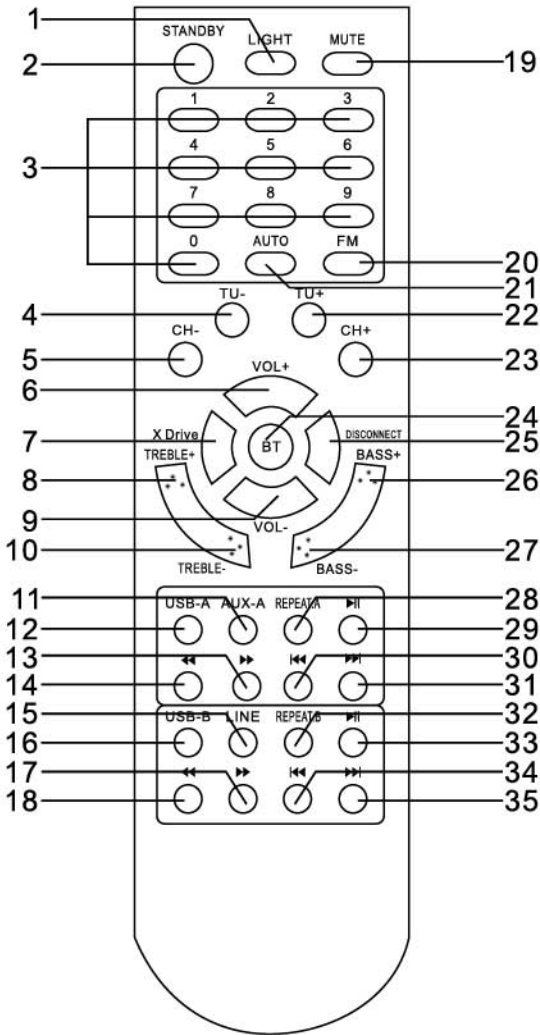 1 STANDBY LIGHT MUTE
2 19
1 2 3
3 4 5 6
7 8 9
0 AUTO FM 20
21
4 TU- TU+ 22
5 CH- CH+ 23
6 VOL+
24
7 X Drive BT DISCONNECT 25
8 TREBLE+ BASS+ 26
9 VOL-
10 TREBLE- BASS- 27
11 USB-A AUX-A REPEAT.A 28
12 29
13 30
14 31
15 USB-B LINE REPEAT.B 32
16 33
17 34
18 35